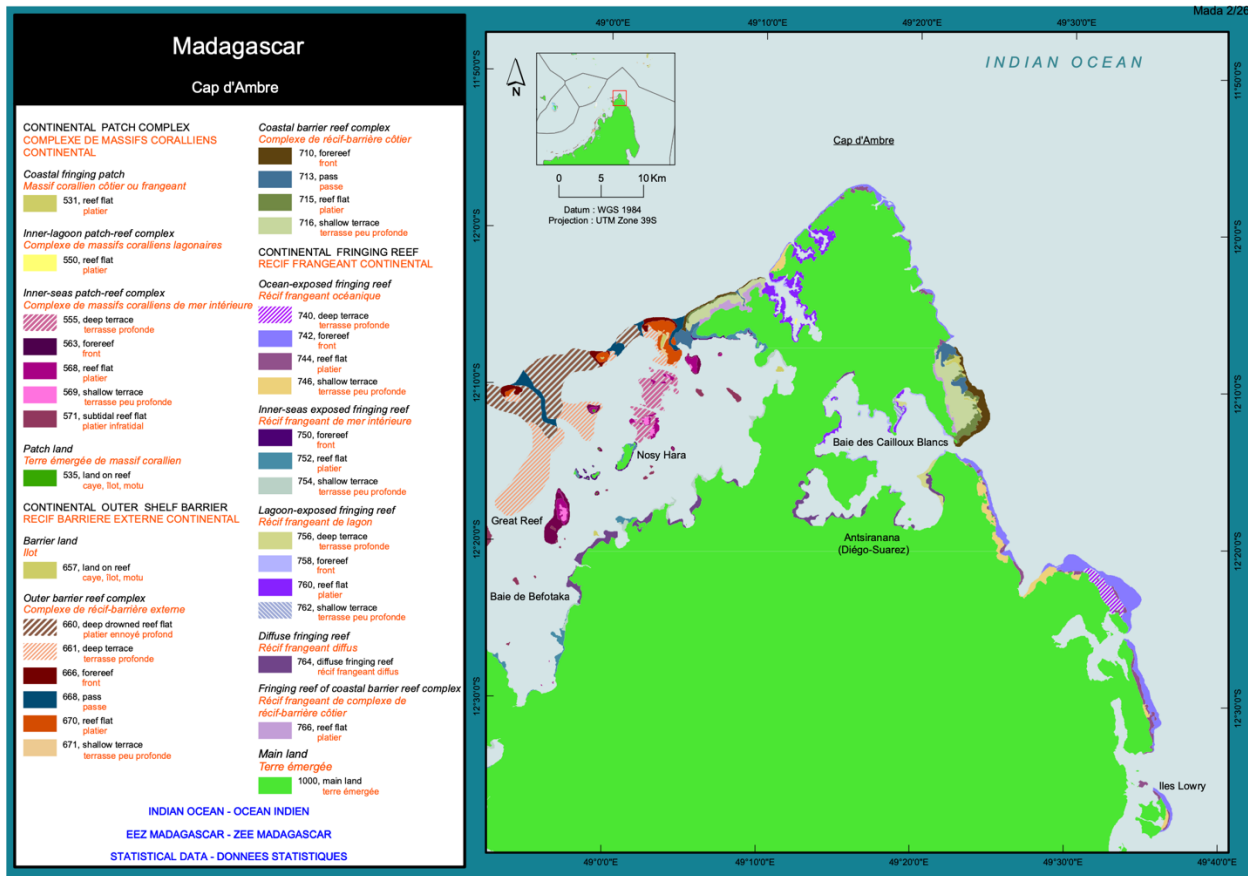 Mada 2/26
Madagascar
Cap d'Ambre
CONTINENTAL PATCH COMPLEX
COMPLEXE DE MASSIFS CORALLIENS
CONTINENTAL
Coastal fringing patch
Massif corallien côtier ou frangeant
531, reef flat
platier
Inner-lagoon patch-reef complex
Complexe de massifs coralliens lagonaires
550, reef flat
platier
Inner-seas patch-reef complex
Complexe de massifs coralliens de mer intérieure
555, deep terrace
terrasse profonde
563, forereef
front
568, reef flat
platier
569, shallow terrace
terrasse peu profonde
571, subtidal reef flat
platier infratidal
Patch land
Terre émergée de massif corallien
535, land on reef
caye, îlot, motu
CONTINENTAL OUTER SHELF BARRIER
RECIF BARRIERE EXTERNE CONTINENTAL
Barrier land
Ilot
657, land on reef
caye, îlot, motu
Outer barrier reef complex
Complexe de récif-barrière externe
660, deep drowned reef flat
platier ennoyé profond
661, deep terrace
terrasse profonde
666, forereef
front
668, pass
passe
670, reef flat
platier
671, shallow terrace
terrasse peu profonde
Coastal barrier reef complex
Complexe de récif-barrière côtier
710, forereef
front
713, pass
passe
715, reef flat
platier
716, shallow terrace
terrasse peu profonde
CONTINENTAL FRINGING REEF
RECIF FRANGEANT CONTINENTAL
Ocean-exposed fringing reef
Récif frangeant océanique
740, deep terrace
terrasse profonde
742, forereef
front
744, reef flat
platier
746, shallow terrace
terrasse peu profonde
Inner-seas exposed fringing reef
Récif frangeant de mer intérieure
750, forereef
front
752, reef flat
platier
754, shallow terrace
terrasse peu profonde
Lagoon-exposed fringing reef
Récif frangeant de lagon
756, deep terrace
terrasse profonde
758, forereef
front
760, reef flat
platier
762, shallow terrace
terrasse peu profonde
Diffuse fringing reef
Récif frangeant diffus
764, diffuse fringing reef
récif frangeant diffus
Fringing reef of coastal barrier reef complex
Récif frangeant de complexe de
récif-barrière côtier
766, reef flat
platier
Main land
Terre émergée
1000, main land
terre émergée
INDIAN OCEAN - OCEAN INDIEN
EEZ MADAGASCAR - ZEE MADAGASCAR
STATISTICAL DATA - DONNEES STATISTIQUES
49°0'0"E 49°10'0"E 49°20'0"E 49°30'0"E
INDIAN OCEAN
N
0 5 10 Km
Datum : WGS 1984
Projection : UTM Zone 39S
Cap d'Ambre
Baie des Cailloux Blancs
Nosy Hara
Great Reef
Antsiranana
(Diégo-Suarez)
Baie de Befotaka
Iles Lowry
11°50'0"S
12°0'0"S
12°10'0"S
12°20'0"S
12°30'0"S
11°50'0"S
12°0'0"S
12°10'0"S
12°20'0"S
12°30'0"S
49°0'0"E 49°10'0"E 49°20'0"E 49°30'0"E 49°40'0"E